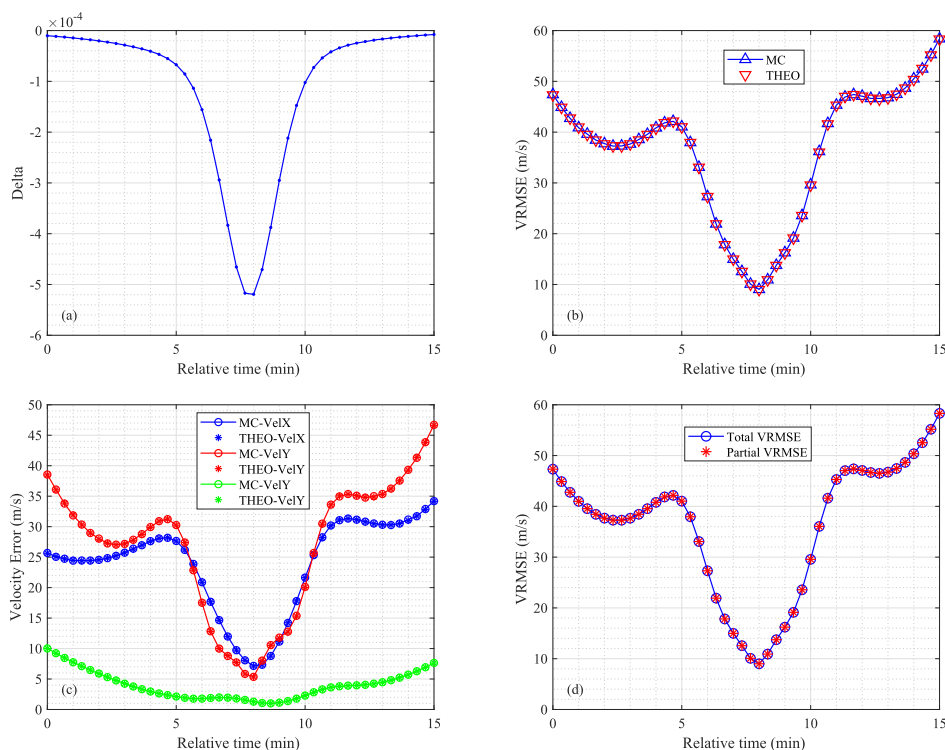 ×10⁻⁴
0
-1
-2
-3
-4
-5
-6
Delta
(a)
0 5 10 15
Relative time (min)
60
50
40
30
20
10
0
VRMSE (m/s)
MC
THEO
(b)
0 5 10 15
Relative time (min)
50
45
40
35
30
25
20
15
10
5
0
Velocity Error (m/s)
MC-VelX
THEO-VelX
MC-VelY
THEO-VelY
MC-VelY
THEO-VelY
(c)
0 5 10 15
Relative time (min)
60
50
40
30
20
10
0
VRMSE (m/s)
Total VRMSE
Partial VRMSE
(d)
0 5 10 15
Relative time (min)